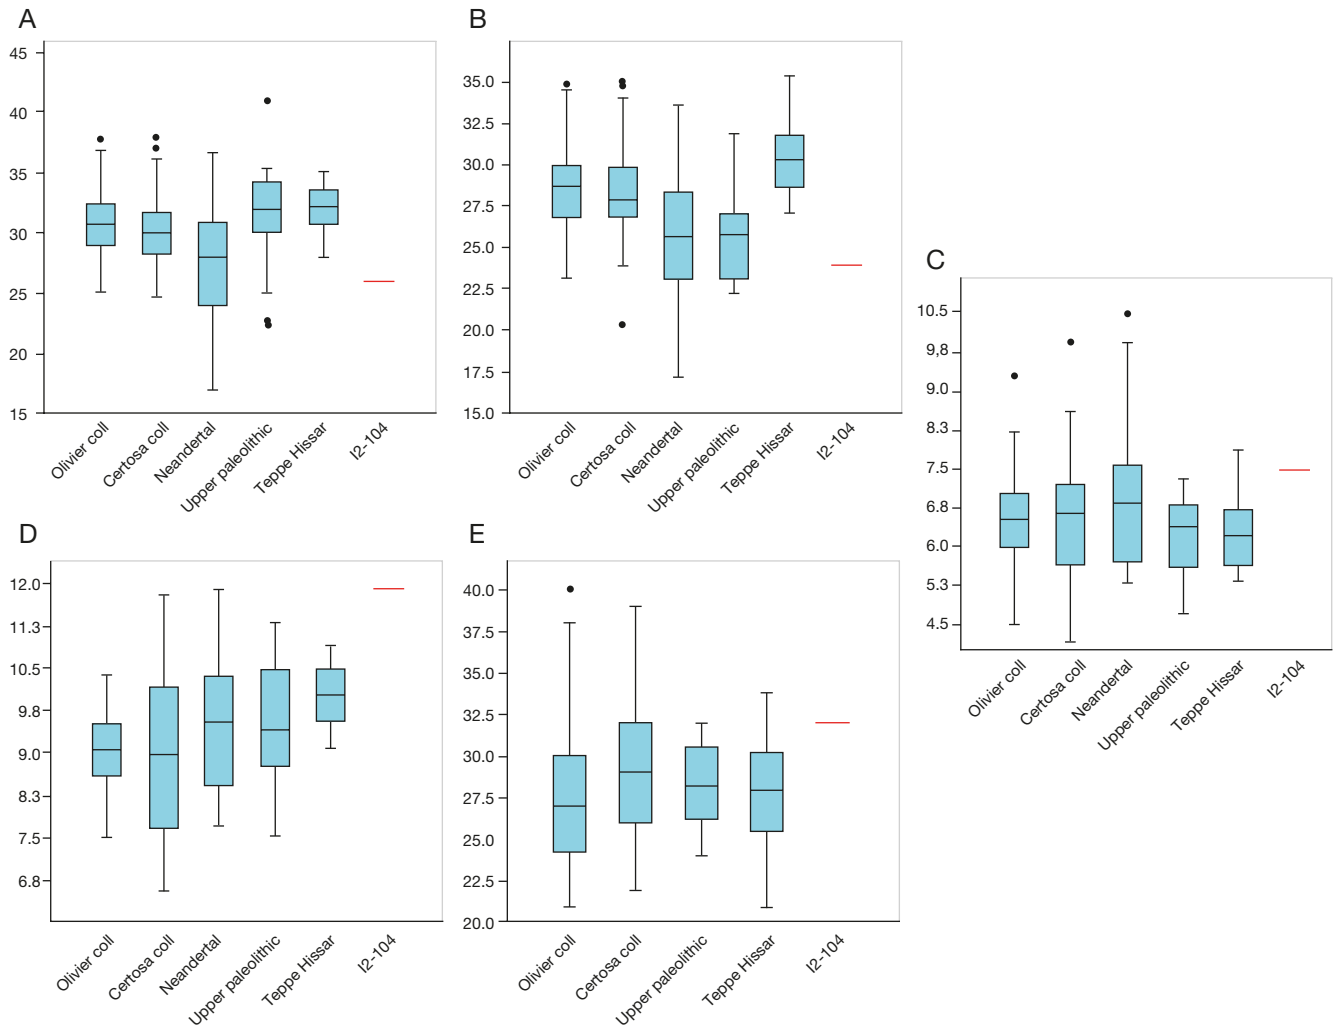 A
45
40
35
30
25
20
15
Olivier coll
Certosa coll
Neandertal
Upper paleolithic
Teppe Hissar
I2-104
B
35.0
32.5
30.0
27.5
25.0
22.5
20.0
17.5
15.0
Olivier coll
Certosa coll
Neandertal
Upper paleolithic
Teppe Hissar
I2-104
C
10.5
9,8
9.0
8.3
7.5
6.8
6.0
5.3
4.5
Olivier coll
Certosa coll
Neandertal
Upper paleolithic
Teppe Hissar
I2-104
D
12.0
11.3
10.5
9.8
9.0
8.3
7.5
6.8
Olivier coll
Certosa coll
Neandertal
Upper paleolithic
Teppe Hissar
I2-104
E
40.0
37.5
35.0
32.5
30.0
27.5
25.0
22.5
20.0
Olivier coll
Certosa coll
Upper paleolithic
Teppe Hissar
I2-104